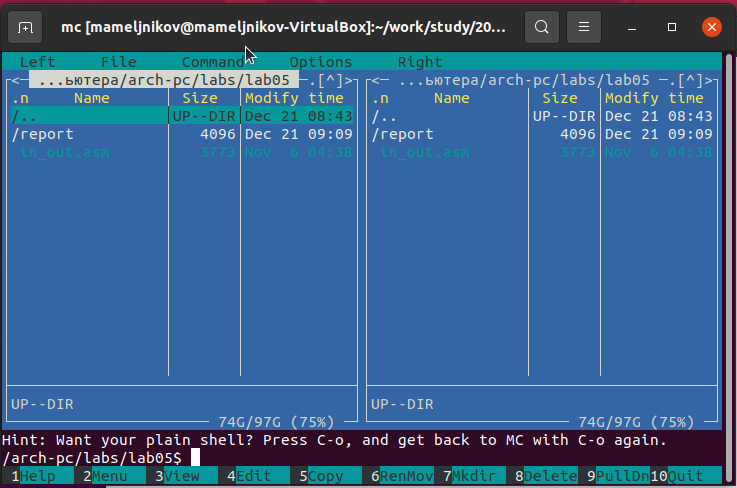 mc [mameljnikov@mameljnikov-VirtualBox]:~/work/study/20...
Left File Command Options Right
<─ ...ьютера/arch-pc/labs/lab05 ─.[^]> <─ ...ьютера/arch-pc/labs/lab05 ─.[^]>
.n Name Size Modify time .n Name Size Modify time
/.. UP--DIR Dec 21 08:43 /.. UP--DIR Dec 21 08:43
/report 4096 Dec 21 09:09 /report 4096 Dec 21 09:09
in_out.asm 3773 Nov 6 04:38 in_out.asm 3773 Nov 6 04:38
UP--DIR UP--DIR
74G/97G (75%) 74G/97G (75%)
Hint: Want your plain shell? Press C-o, and get back to MC with C-o again.
/arch-pc/labs/lab05$
1Help 2Menu 3View 4Edit 5Copy 6RenMov 7Mkdir 8Delete 9PullDn 10Quit